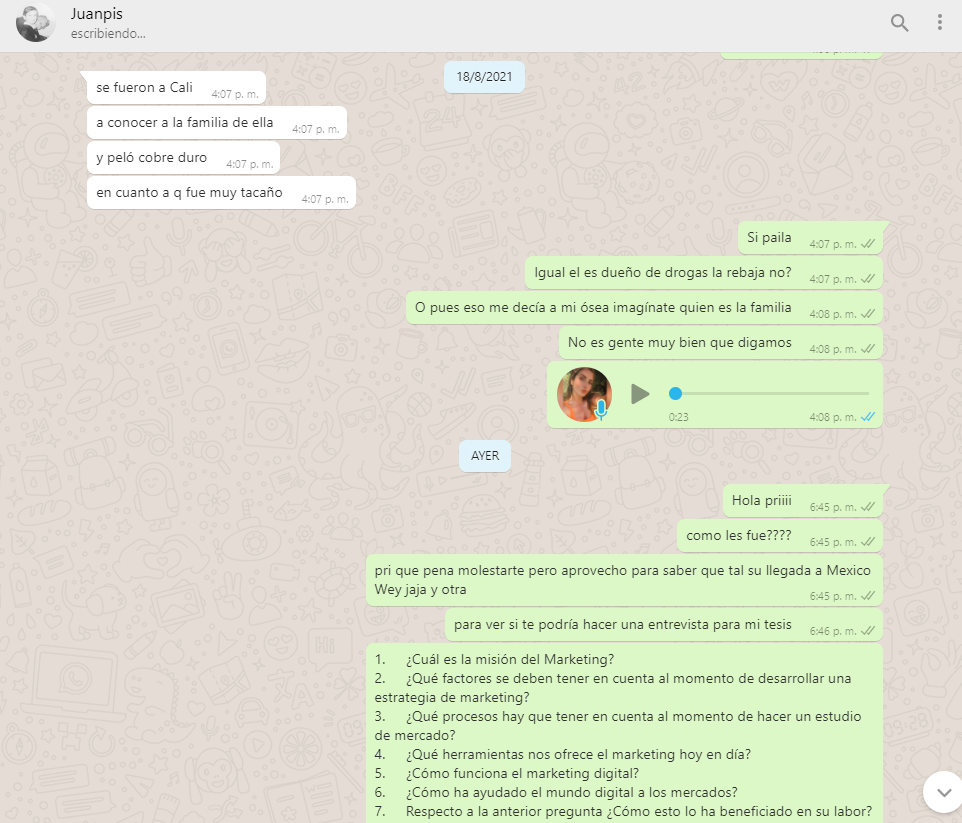 Juanpis
escribiendo...
18/8/2021
se fueron a Cali 4:07 p. m.
a conocer a la familia de ella 4:07 p. m.
y peló cobre duro 4:07 p. m.
en cuanto a q fue muy tacaño 4:07 p. m.
Si paila 4:07 p. m.
Igual el es dueño de drogas la rebaja no? 4:07 p. m.
O pues eso me decía a mi ósea imagínate quien es la familia 4:08 p. m.
No es gente muy bien que digamos 4:08 p. m.
0:23 4:08 p. m.
AYER
Hola priiii 6:45 p. m.
como les fue???? 6:45 p. m.
pri que pena molestarte pero aprovecho para saber que tal su llegada a Mexico
Wey jaja y otra 6:45 p. m.
para ver si te podría hacer una entrevista para mi tesis 6:46 p. m.
1. ¿Cuál es la misión del Marketing?
2. ¿Qué factores se deben tener en cuenta al momento de desarrollar una
estrategia de marketing?
3. ¿Qué procesos hay que tener en cuenta al momento de hacer un estudio
de mercado?
4. ¿Qué herramientas nos ofrece el marketing hoy en día?
5. ¿Cómo funciona el marketing digital?
6. ¿Cómo ha ayudado el mundo digital a los mercados?
7. Respecto a la anterior pregunta ¿Cómo esto lo ha beneficiado en su labor?